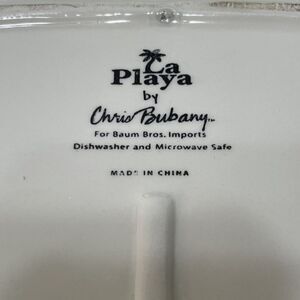 La
Playa
by
Chris Bubany...
For Baum Bros. Imports
Dishwasher and Microwave Safe
MADE IN CHINA